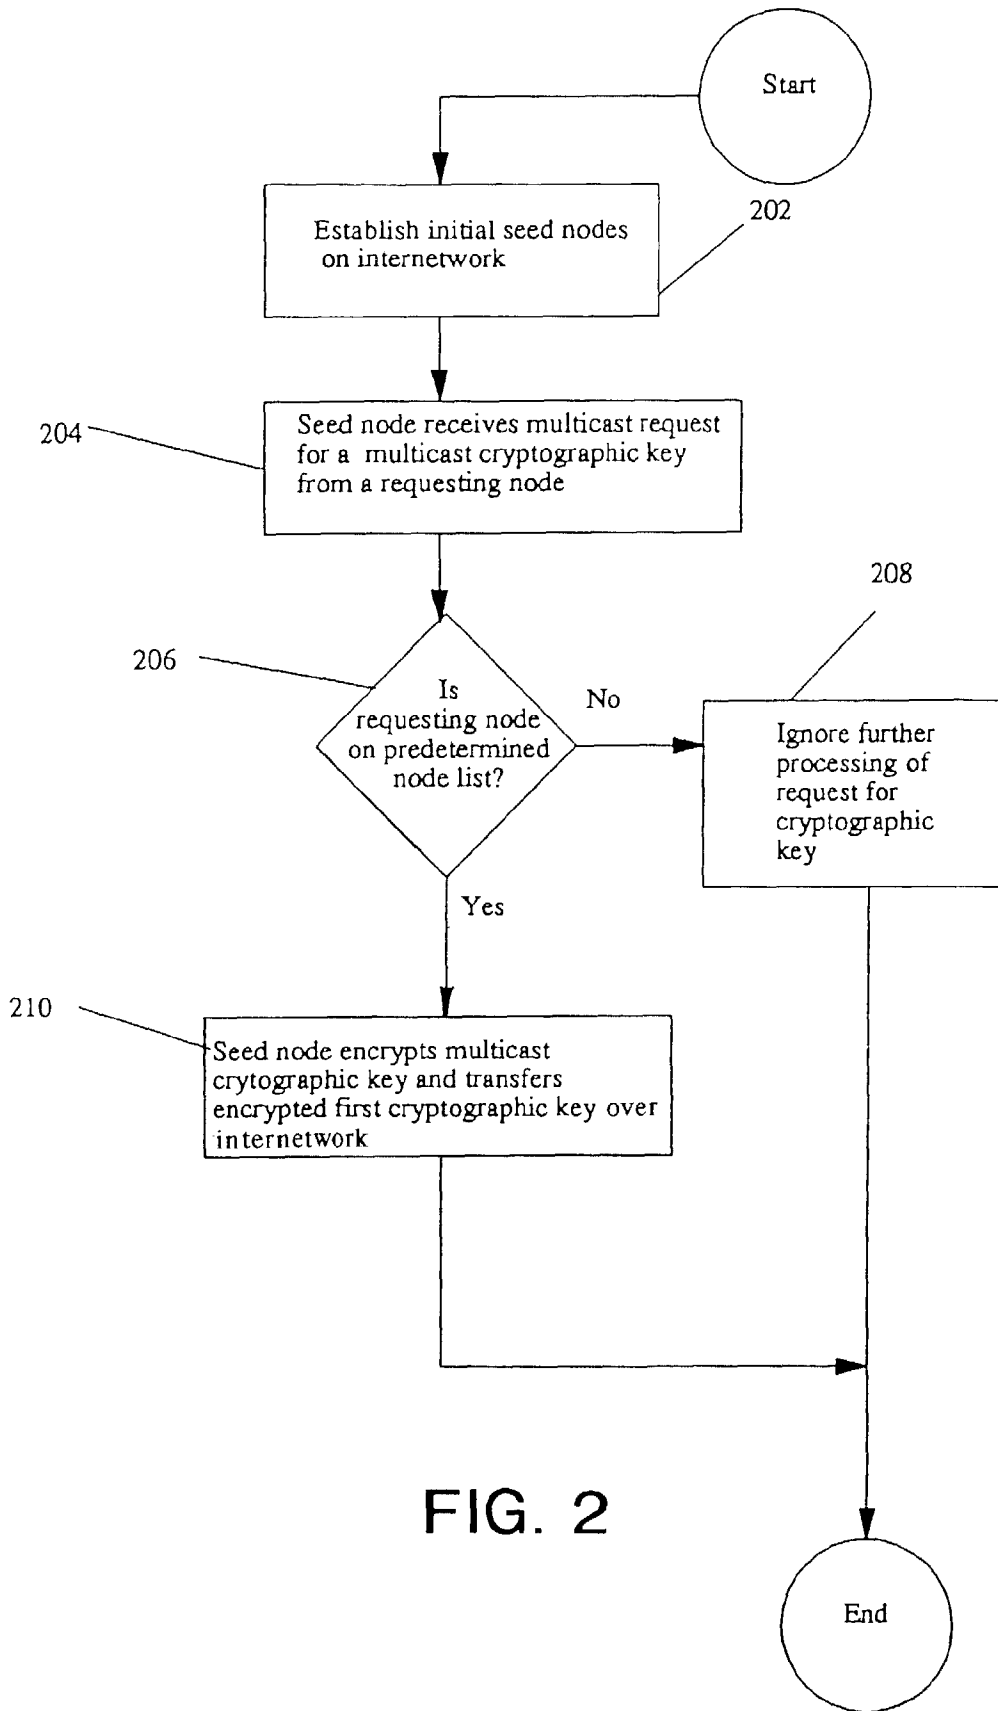 Start
202
Establish initial seed nodes
on internetwork
204
Seed node receives multicast request
for a multicast cryptographic key
from a requesting node
208
206
Is
requesting node
on predetermined
node list?
No
Ignore further
processing of
request for
cryptographic
key
Yes
210
Seed node encrypts multicast
crytographic key and transfers
encrypted first cryptographic key over
internetwork
FIG. 2
End